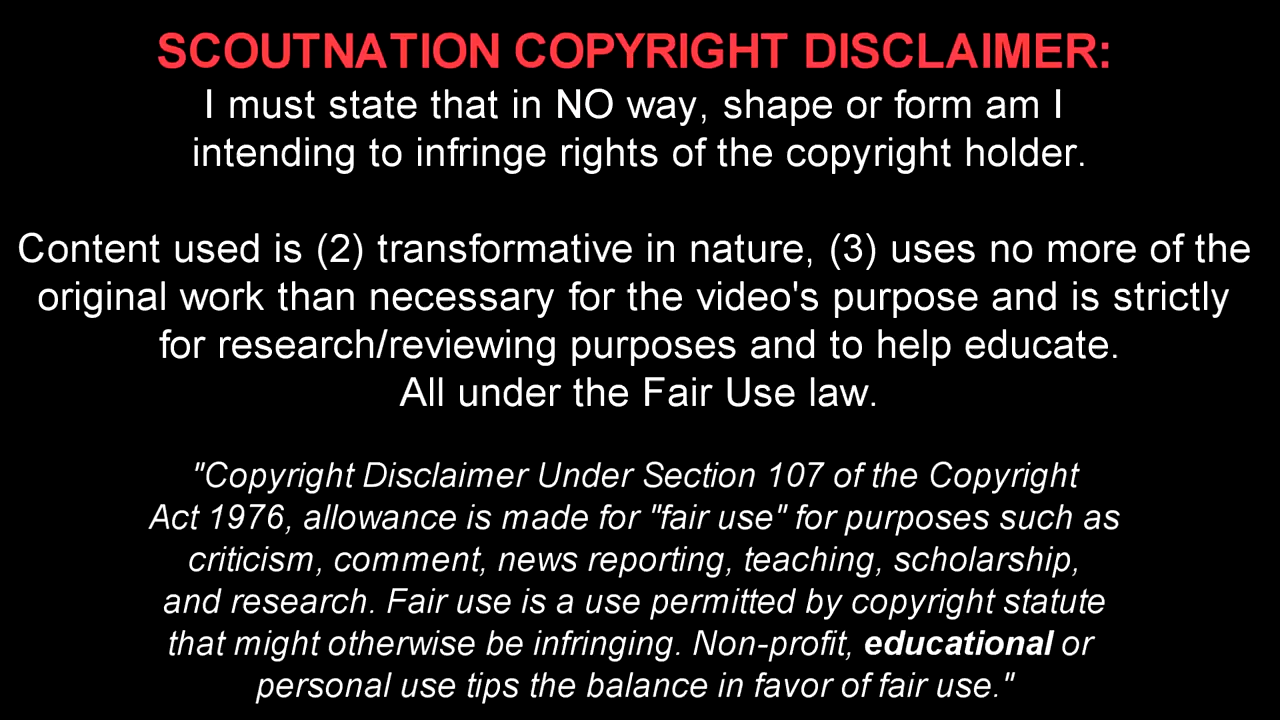 SCOUTNATION COPYRIGHT DISCLAIMER:
I must state that in NO way, shape or form am I
intending to infringe rights of the copyright holder.
Content used is (2) transformative in nature, (3) uses no more of the
original work than necessary for the video's purpose and is strictly
for research/reviewing purposes and to help educate.
All under the Fair Use law.
"Copyright Disclaimer Under Section 107 of the Copyright
Act 1976, allowance is made for "fair use" for purposes such as
criticism, comment, news reporting, teaching, scholarship,
and research. Fair use is a use permitted by copyright statute
that might otherwise be infringing. Non-profit, educational or
personal use tips the balance in favor of fair use."